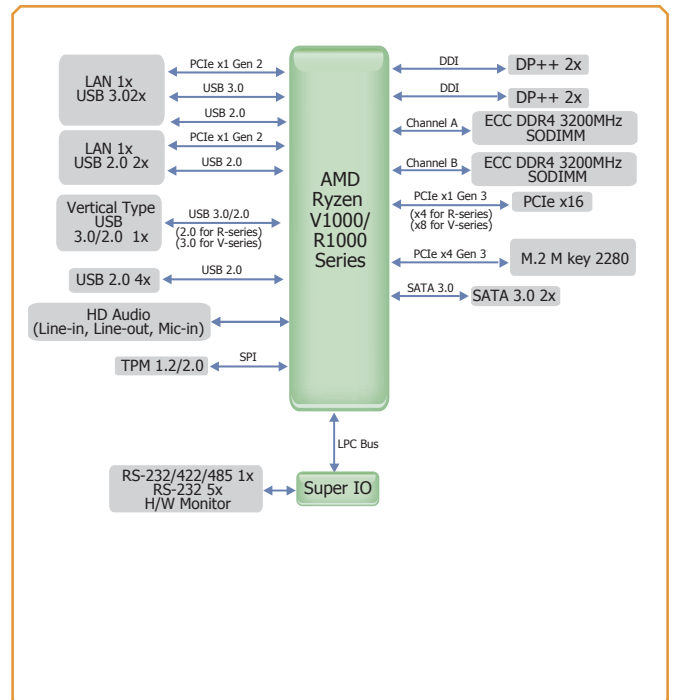 LAN 1x
USB 3.02x
PCIe x1 Gen 2
USB 3.0
USB 2.0
LAN 1x
USB 2.0 2x
PCIe x1 Gen 2
USB 2.0
Vertical Type
USB
3.0/2.0 1x
USB 3.0/2.0
(2.0 for R-series)
(3.0 for V-series)
USB 2.0 4x
USB 2.0
HD Audio
(Line-in, Line-out, Mic-in)
TPM 1.2/2.0
SPI
AMD
Ryzen
V1000/
R1000
Series
DDI
DP++ 2x
DDI
DP++ 2x
Channel A
ECC DDR4 3200MHz
SODIMM
Channel B
ECC DDR4 3200MHz
SODIMM
PCIe x1 Gen 3
(x4 for R-series)
(x8 for V-series)
PCIe x16
PCIe x4 Gen 3
M.2 M key 2280
SATA 3.0
SATA 3.0 2x
LPC Bus
RS-232/422/485 1x
RS-232 5x
H/W Monitor
Super IO